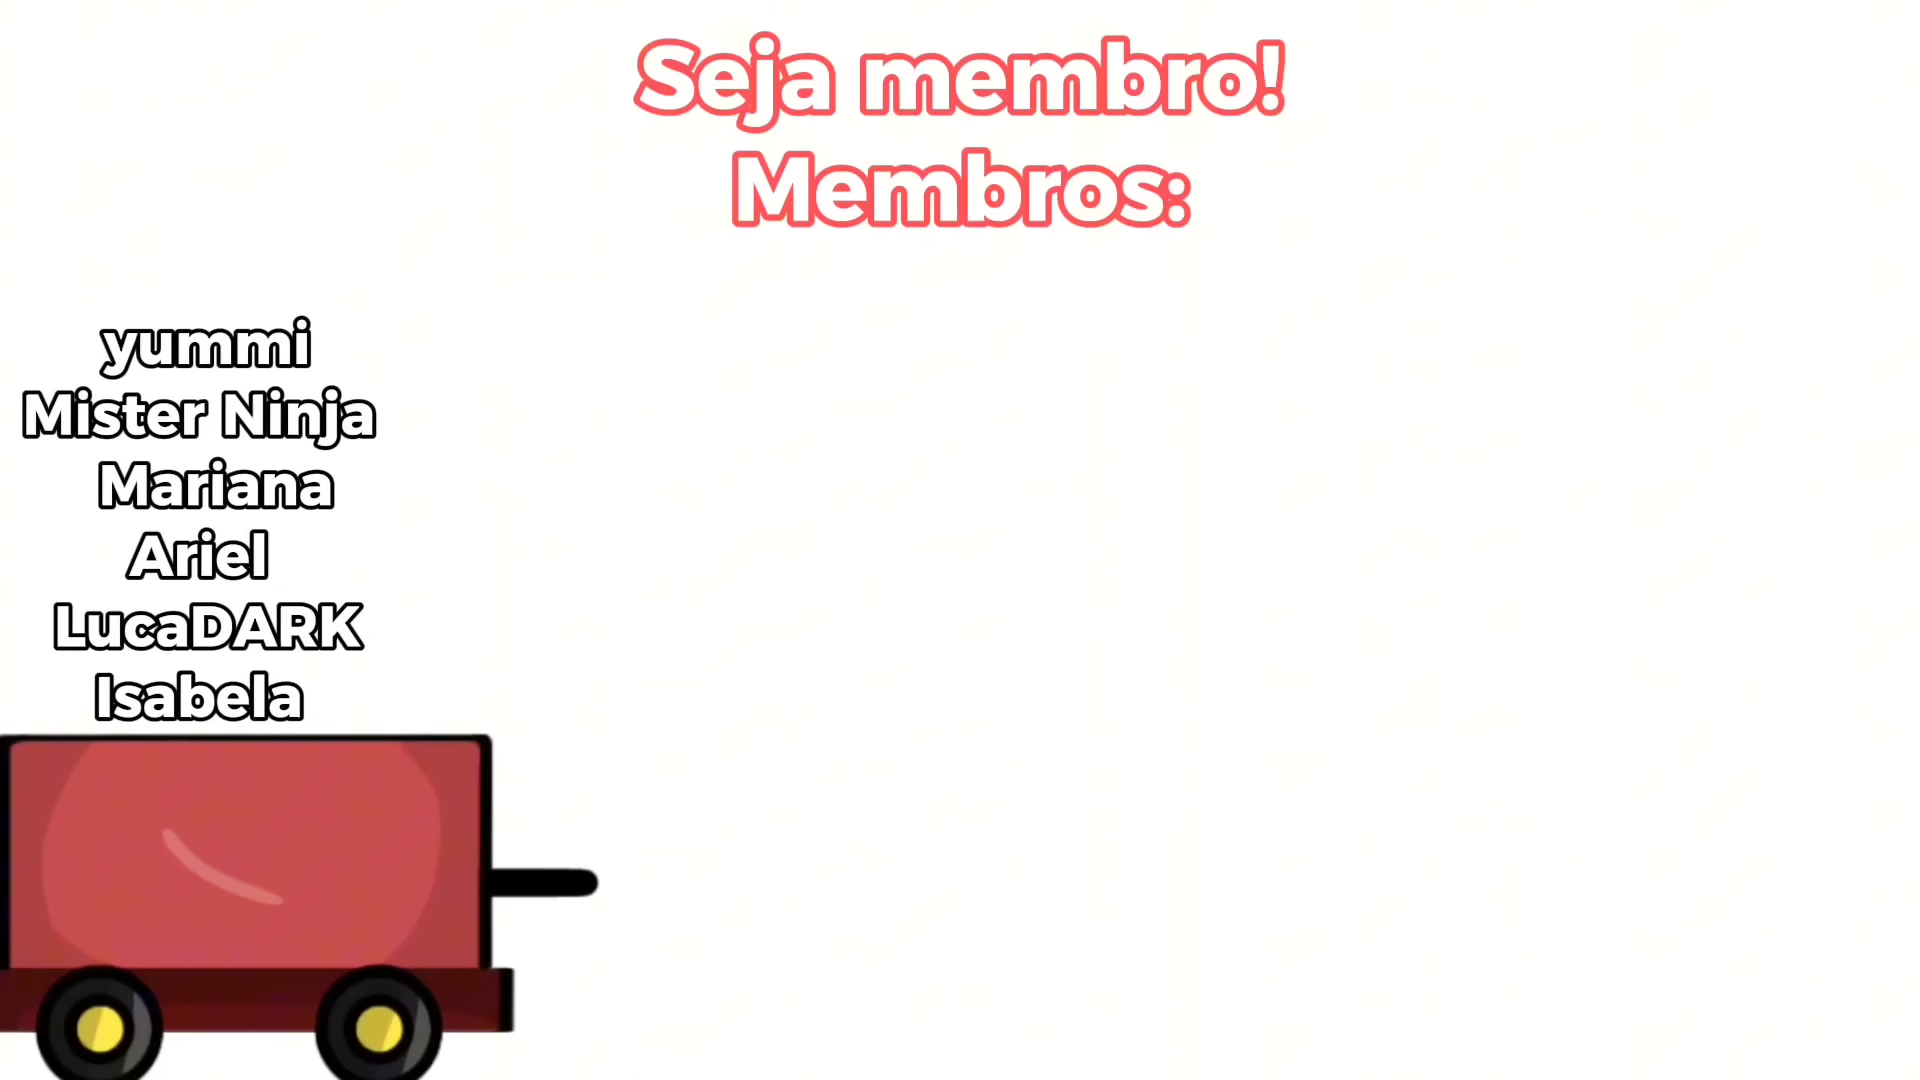 Seja membro!
Membros:
yummi
Mister Ninja
Mariana
Ariel
LucaDARK
Isabela